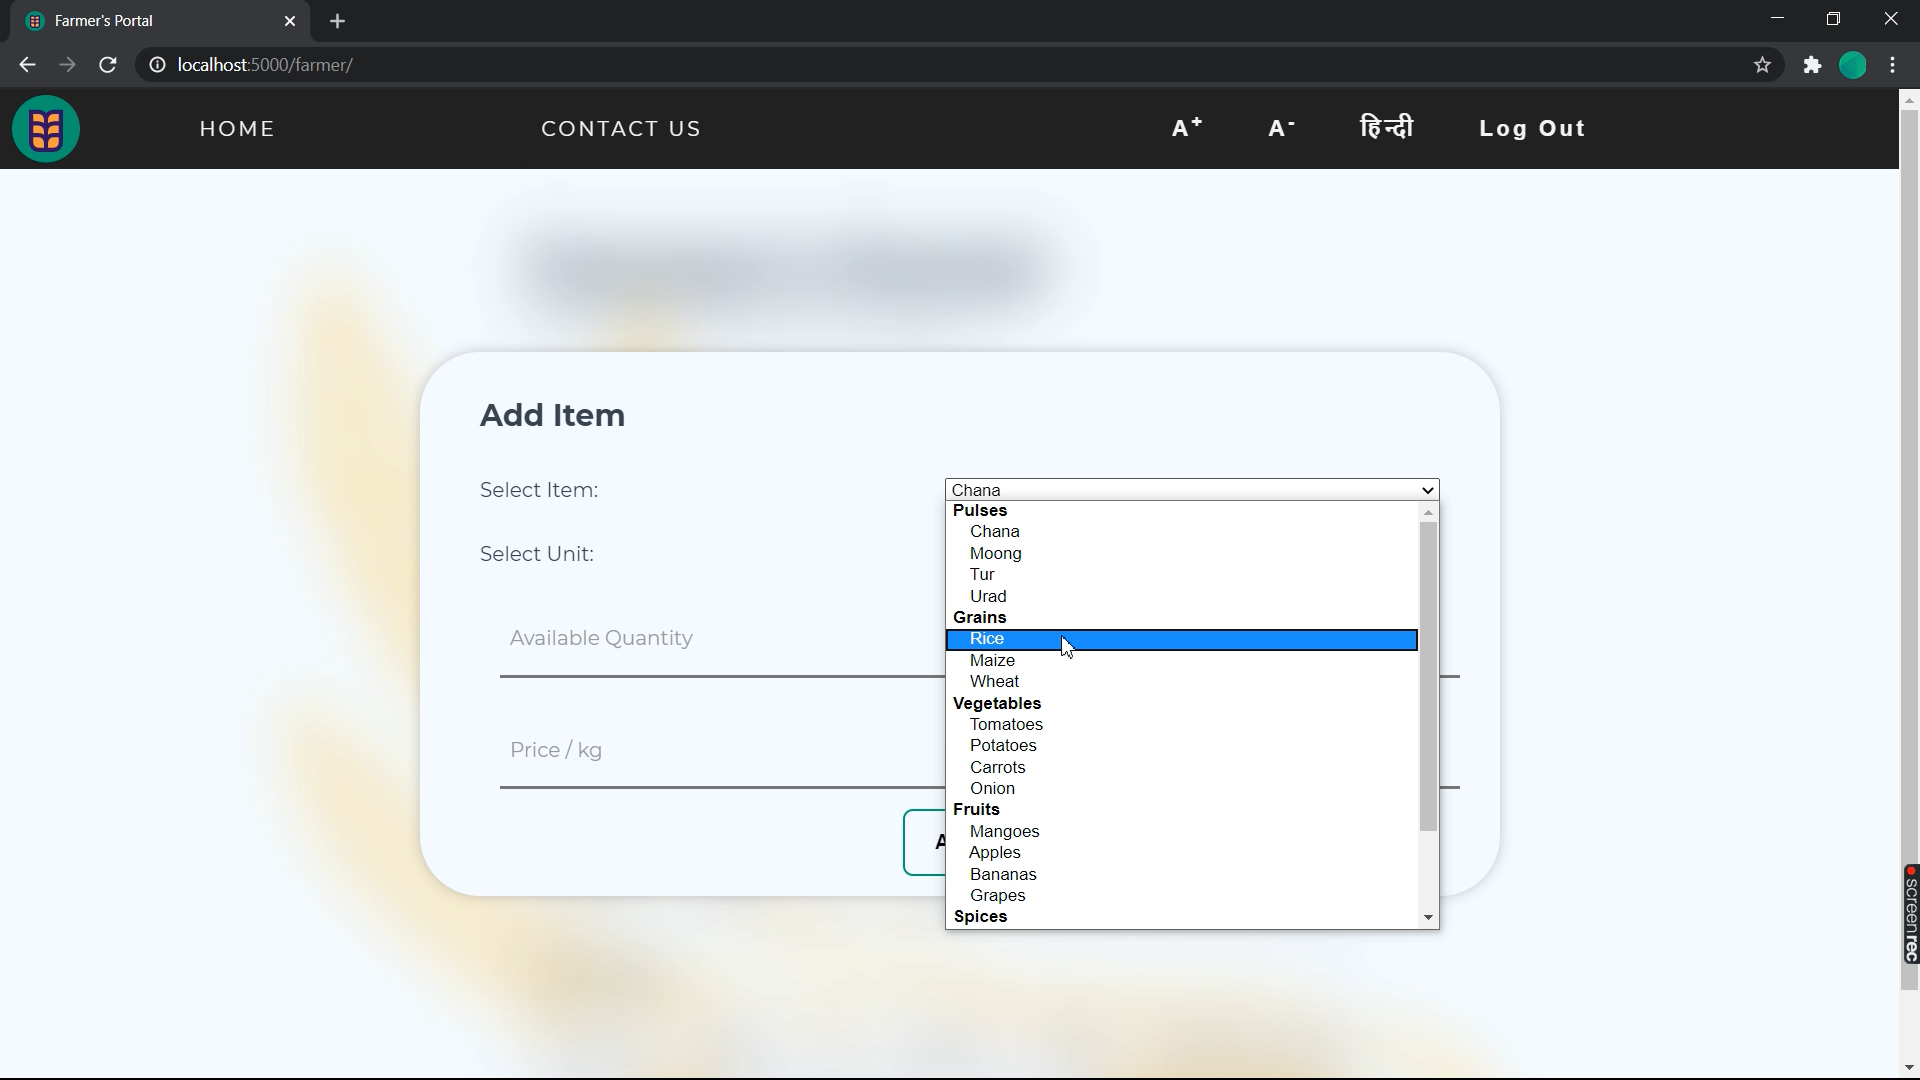 Farmer's Portal
localhost:5000/farmer/
HOME
CONTACT US
A+
A-
हिन्दी
Log Out
Add Item
Select Item:
Chana
Pulses
Chana
Moong
Tur
Urad
Grains
Rice
Maize
Wheat
Vegetables
Tomatoes
Potatoes
Carrots
Onion
Fruits
Mangoes
Apples
Bananas
Grapes
Spices
Select Unit:
Available Quantity
Price / kg
screenrec